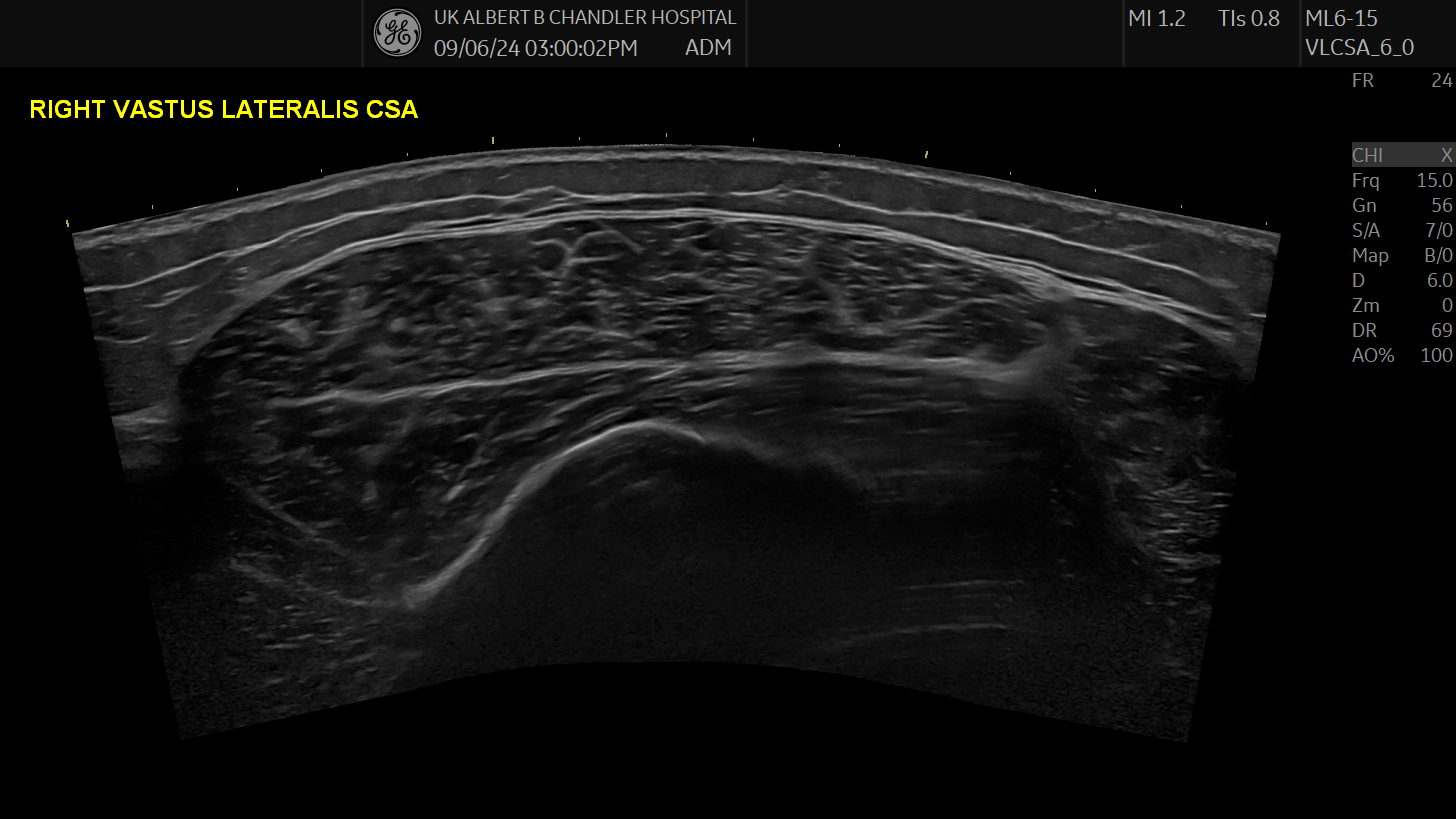 UK ALBERT B CHANDLER HOSPITAL
09/06/24 03:00:02PM ADM
MI 1.2 TIs 0.8
ML6-15
VLCSA_6_0
GE
RIGHT VASTUS LATERALIS CSA
FR 24
CHI X
Frq 15.0
Gn 56
S/A 7/0
Map B/0
D 6.0
Zm 0
DR 69
AO% 100